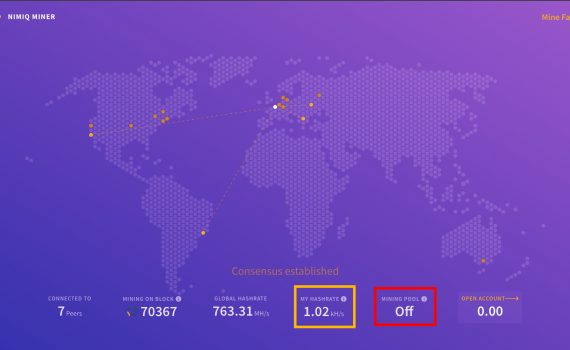 NIMIQ MINER
Mine Fa
Consensus established
CONNECTED TO
7 Peers
MINING ON BLOCK
70367
GLOBAL HASHRATE
763.31 MH/s
MY HASHRATE
1.02 kH/s
MINING POOL
Off
OPEN ACCOUNT
0.00